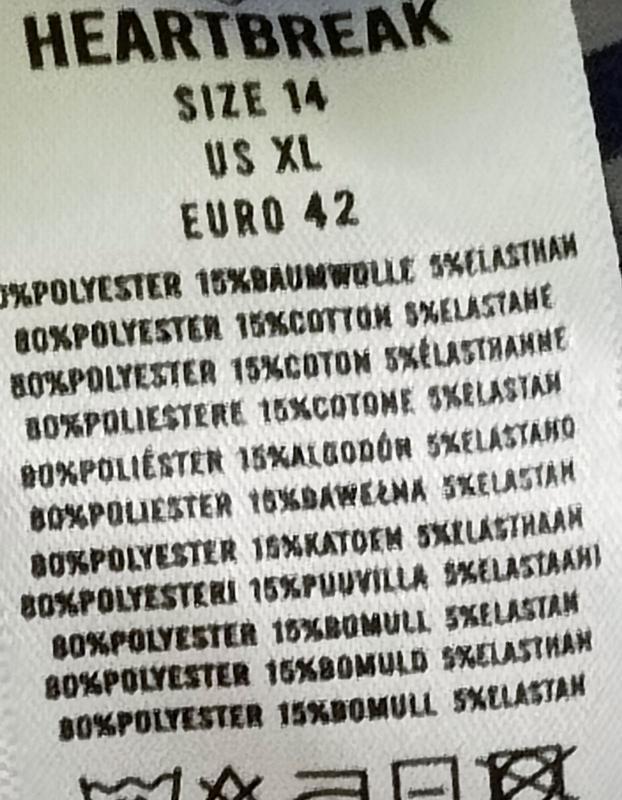 HEARTBREAK
SIZE 14
US XL
EURO 42
0%POLYESTER 15%BAUMWOLLE 5%ELASTHAN
80%POLYESTER 15%COTTON 5%ELASTANE
80%POLYESTER 15%COTON 5%ÉLASTHANNE
80%POLIESTERE 15%COTONE 5%ELASTAN
80%POLIÉSTER 15%ALGODÓN 5%ELASTANO
80%POLIESTER 15%BAWEŁNA 5%ELASTAN
80%POLYESTER 15%KATOEN 5%ELASTHAAN
80%POLYESTERI 15%PUUVILLA 5%ELASTAANI
80%POLYESTER 15%BOMULL 5%ELASTAN
80%POLYESTER 15%BOMULD 5%ELASTHAN
80%POLYESTER 15%BOMULL 5%ELASTAN